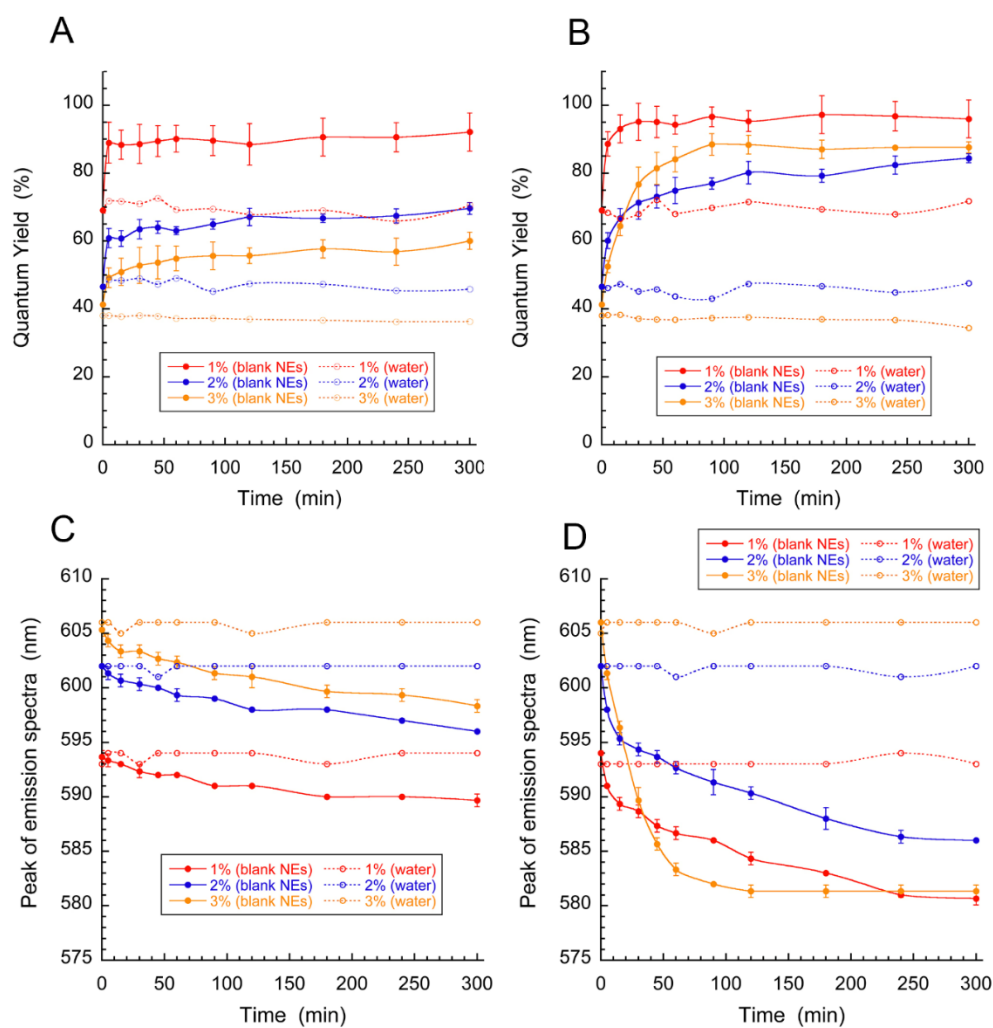 A
B
Quantum Yield (%)
100
80
60
40
20
0
1% (blank NEs) 1% (water)
2% (blank NEs) 2% (water)
3% (blank NEs) 3% (water)
0 50 100 150 200 250 300
Time (min)
Quantum Yield (%)
100
80
60
40
20
0
1% (blank NEs) 1% (water)
2% (blank NEs) 2% (water)
3% (blank NEs) 3% (water)
0 50 100 150 200 250 300
Time (min)
C
D
Peak of emission spectra (nm)
610
605
600
595
590
585
580
575
1% (blank NEs) 1% (water)
2% (blank NEs) 2% (water)
3% (blank NEs) 3% (water)
0 50 100 150 200 250 300
Time (min)
1% (blank NEs) 1% (water)
2% (blank NEs) 2% (water)
3% (blank NEs) 3% (water)
Peak of emission spectra (nm)
610
605
600
595
590
585
580
575
0 50 100 150 200 250 300
Time (min)